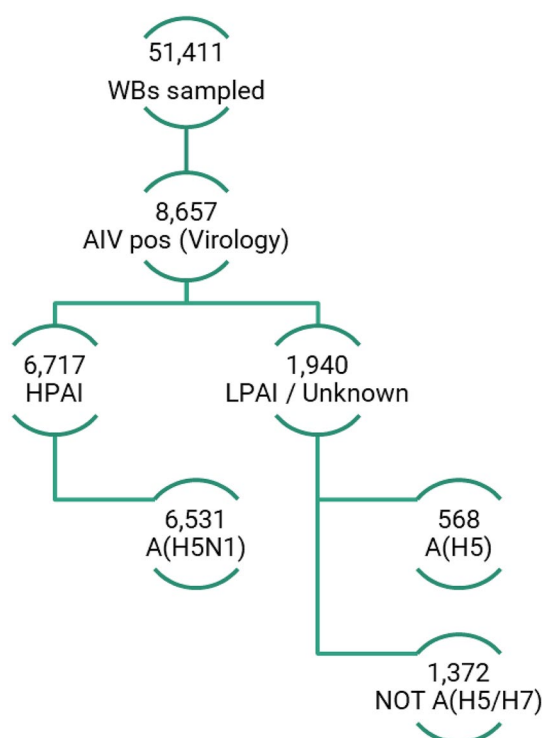 51,411
WBs sampled
8,657
AIV pos (Virology)
6,717
HPAI
1,940
LPAI / Unknown
6,531
A(H5N1)
568
A(H5)
1,372
NOT A(H5/H7)